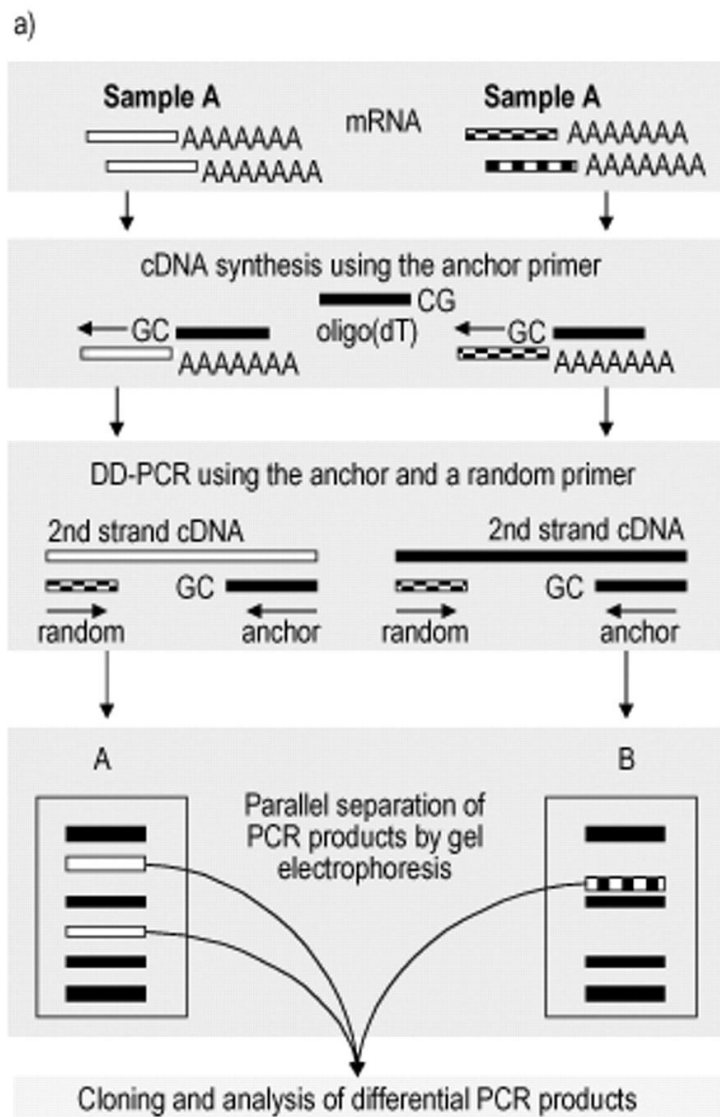 a)
Sample A
Sample A
mRNA
AAAAAAA
AAAAAAA
AAAAAAA
AAAAAAA
cDNA synthesis using the anchor primer
CG
GC
oligo(dT)
GC
AAAAAAA
AAAAAAA
DD-PCR using the anchor and a random primer
2nd strand cDNA
2nd strand cDNA
GC
GC
random
anchor
random
anchor
A
B
Parallel separation of
PCR products by gel
electrophoresis
Cloning and analysis of differential PCR products